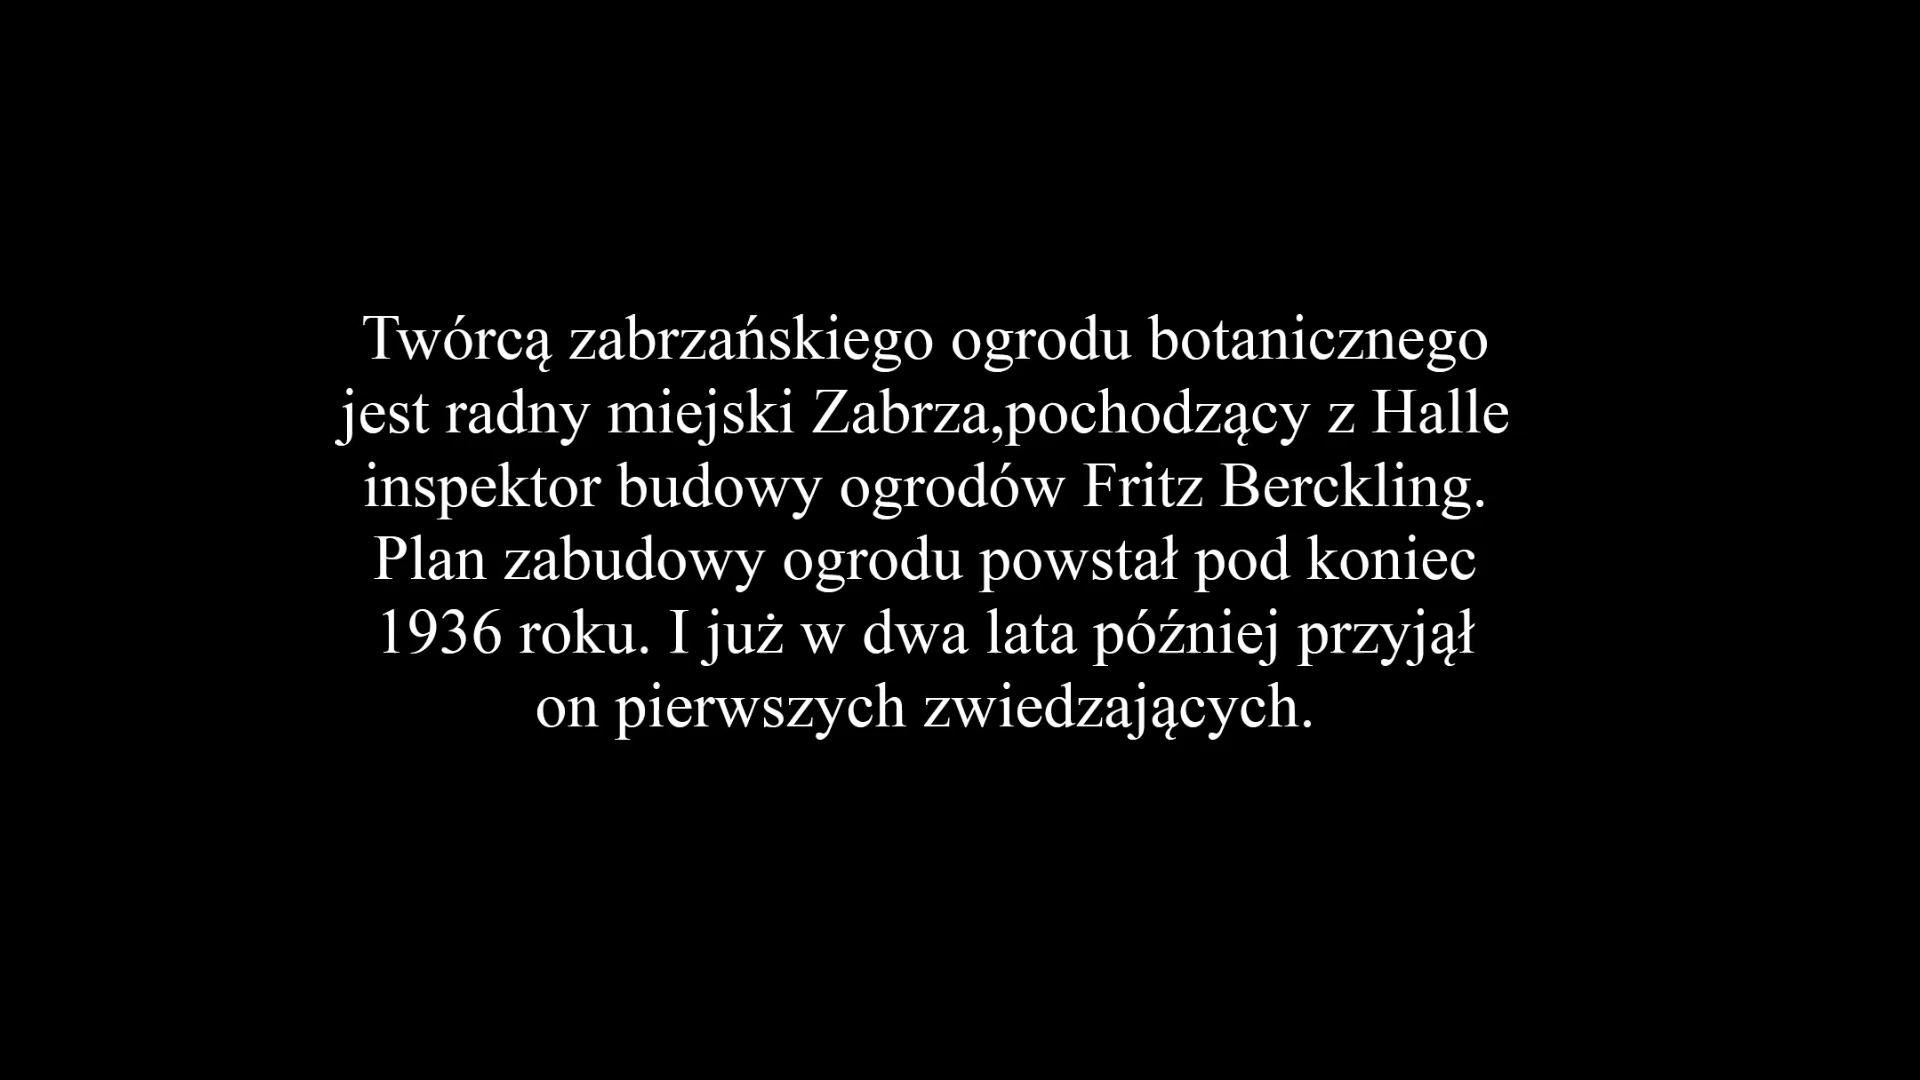 Twórcą zabrzańskiego ogrodu botanicznego
jest radny miejski Zabrza,pochodzący z Halle
inspektor budowy ogrodów Fritz Berckling.
Plan zabudowy ogrodu powstał pod koniec
1936 roku. I już w dwa lata później przyjął
on pierwszych zwiedzających.